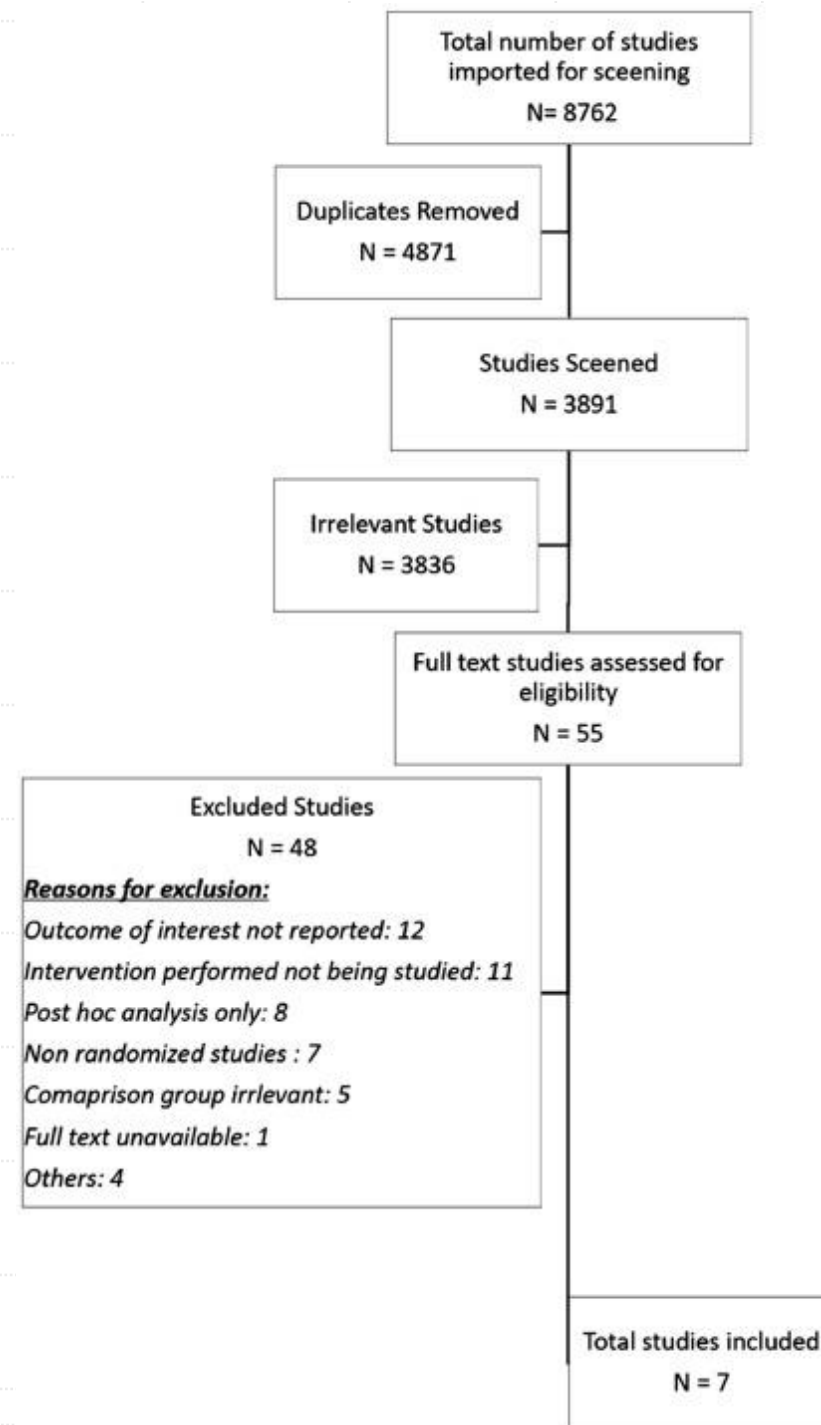 Total number of studies
imported for sceening
N= 8762
Duplicates Removed
N = 4871
Studies Sceened
N = 3891
Irrelevant Studies
N = 3836
Full text studies assessed for
eligibility
N = 55
Excluded Studies
N = 48
Reasons for exclusion:
Outcome of interest not reported: 12
Intervention performed not being studied: 11
Post hoc analysis only: 8
Non randomized studies : 7
Comaprison group irrlevant: 5
Full text unavailable: 1
Others: 4
Total studies included
N = 7